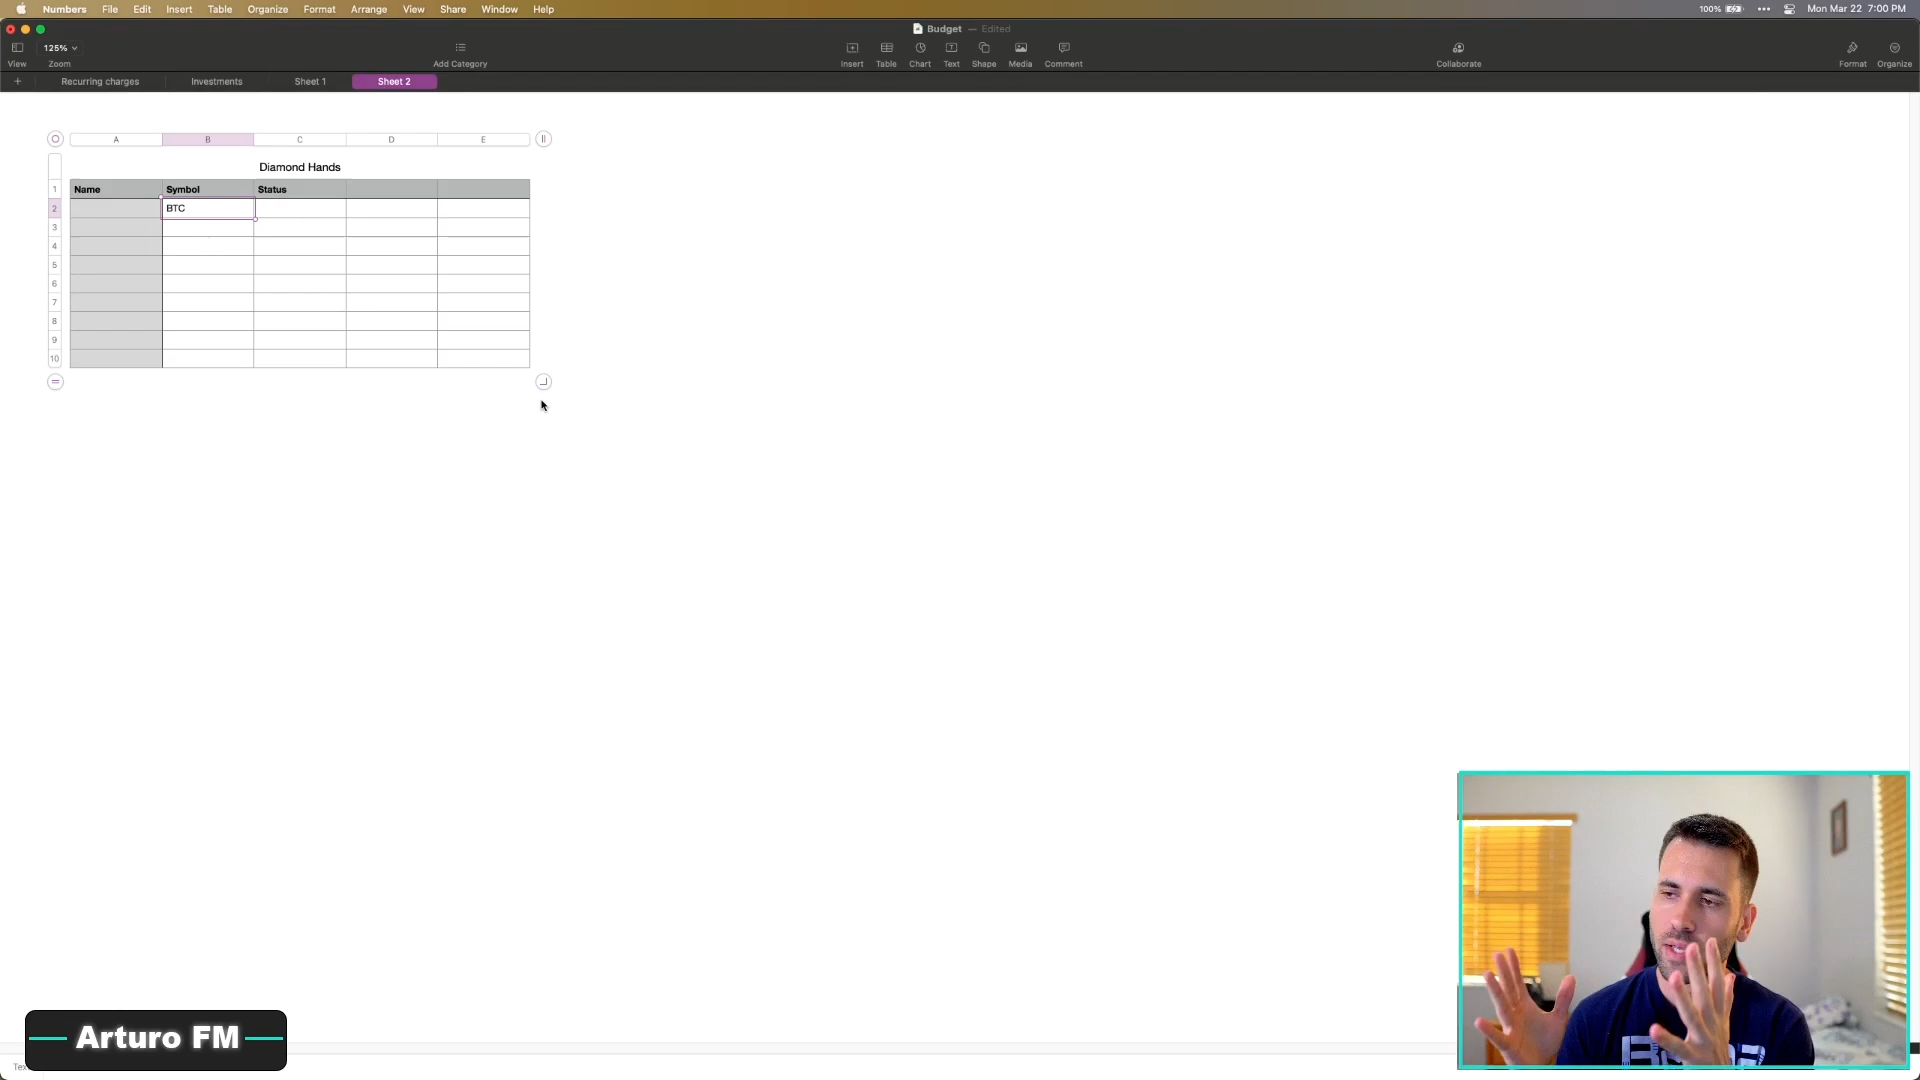 Numbers File Edit Insert Table Organize Format Arrange View Share Window Help
100% Mon Mar 22 7:00 PM
Budget — Edited
125%
View Zoom Add Category Insert Table Chart Text Shape Media Comment Collaborate Format Organize
+ Recurring charges Investments Sheet 1 Sheet 2
A B C D E
Diamond Hands
1 Name Symbol Status
2 BTC
3
4
5
6
7
8
9
10
Arturo FM